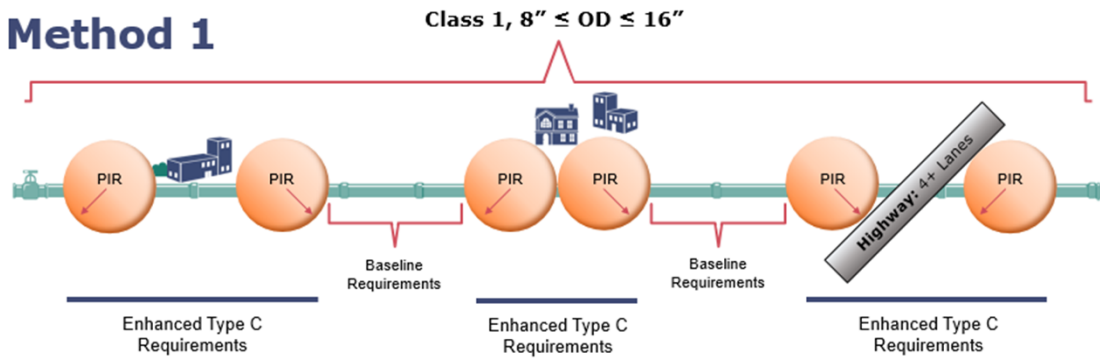 Method 1
Class 1, 8” ≤ OD ≤ 16”
PIR
PIR
PIR
PIR
PIR
PIR
Highway: 4+ Lanes
Baseline
Requirements
Baseline
Requirements
Enhanced Type C
Requirements
Enhanced Type C
Requirements
Enhanced Type C
Requirements